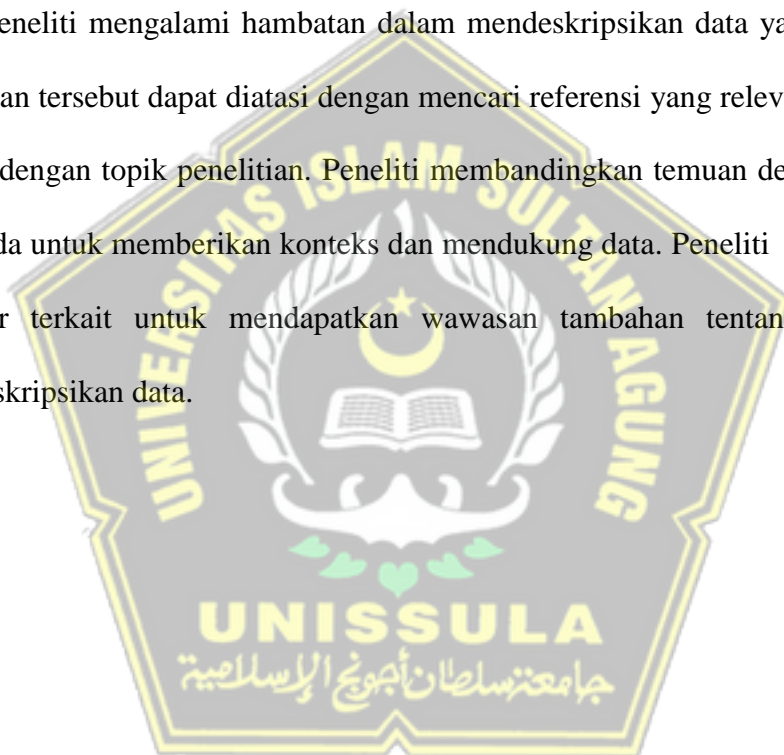 eneliti mengalami hambatan dalam mendeskripsikan data ya
an tersebut dapat diatasi dengan mencari referensi yang relev
dengan topik penelitian. Peneliti membandingkan temuan de
da untuk memberikan konteks dan mendukung data. Peneliti
r terkait untuk mendapatkan wawasan tambahan tentan
skripsikan data.
UNIVERSITAS ISLAM SULTAN AGUNG
UNISSULA
جامعتنسلطان أجونج الإسلامية